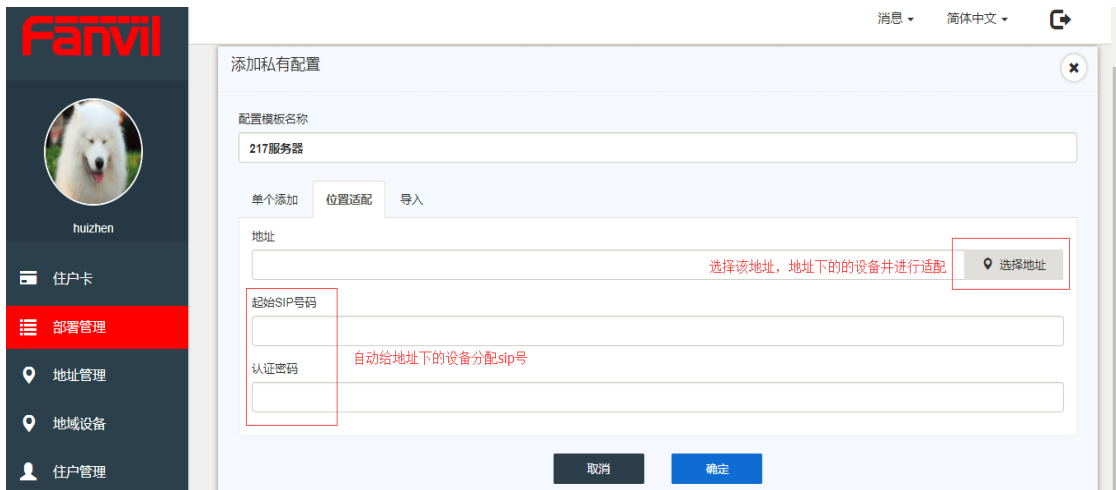 Fanvil
消息
简体中文
添加私有配置
配置模板名称
217服务器
huizhen
单个添加
位置适配
导入
地址
选择该地址，地址下的的设备井进行适配
选择地址
起始SIP号码
自动给地址下的设备分配sip号
认证密码
住户卡
部署管理
地址管理
地域设备
住户管理
取消
确定